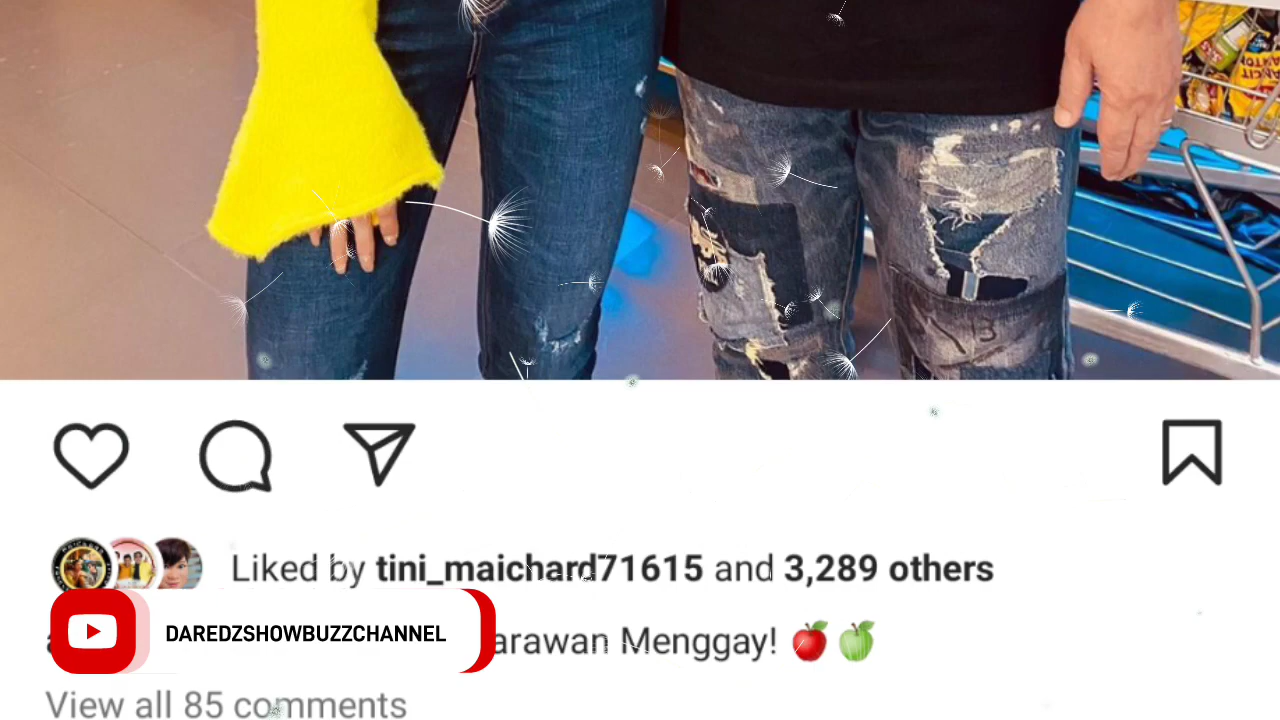 Liked by tini_maichard71615 and 3,289 others
DAREDZSHOWBUZZCHANNEL
arawan Menggay! 🍎🍏
View all 85 comments